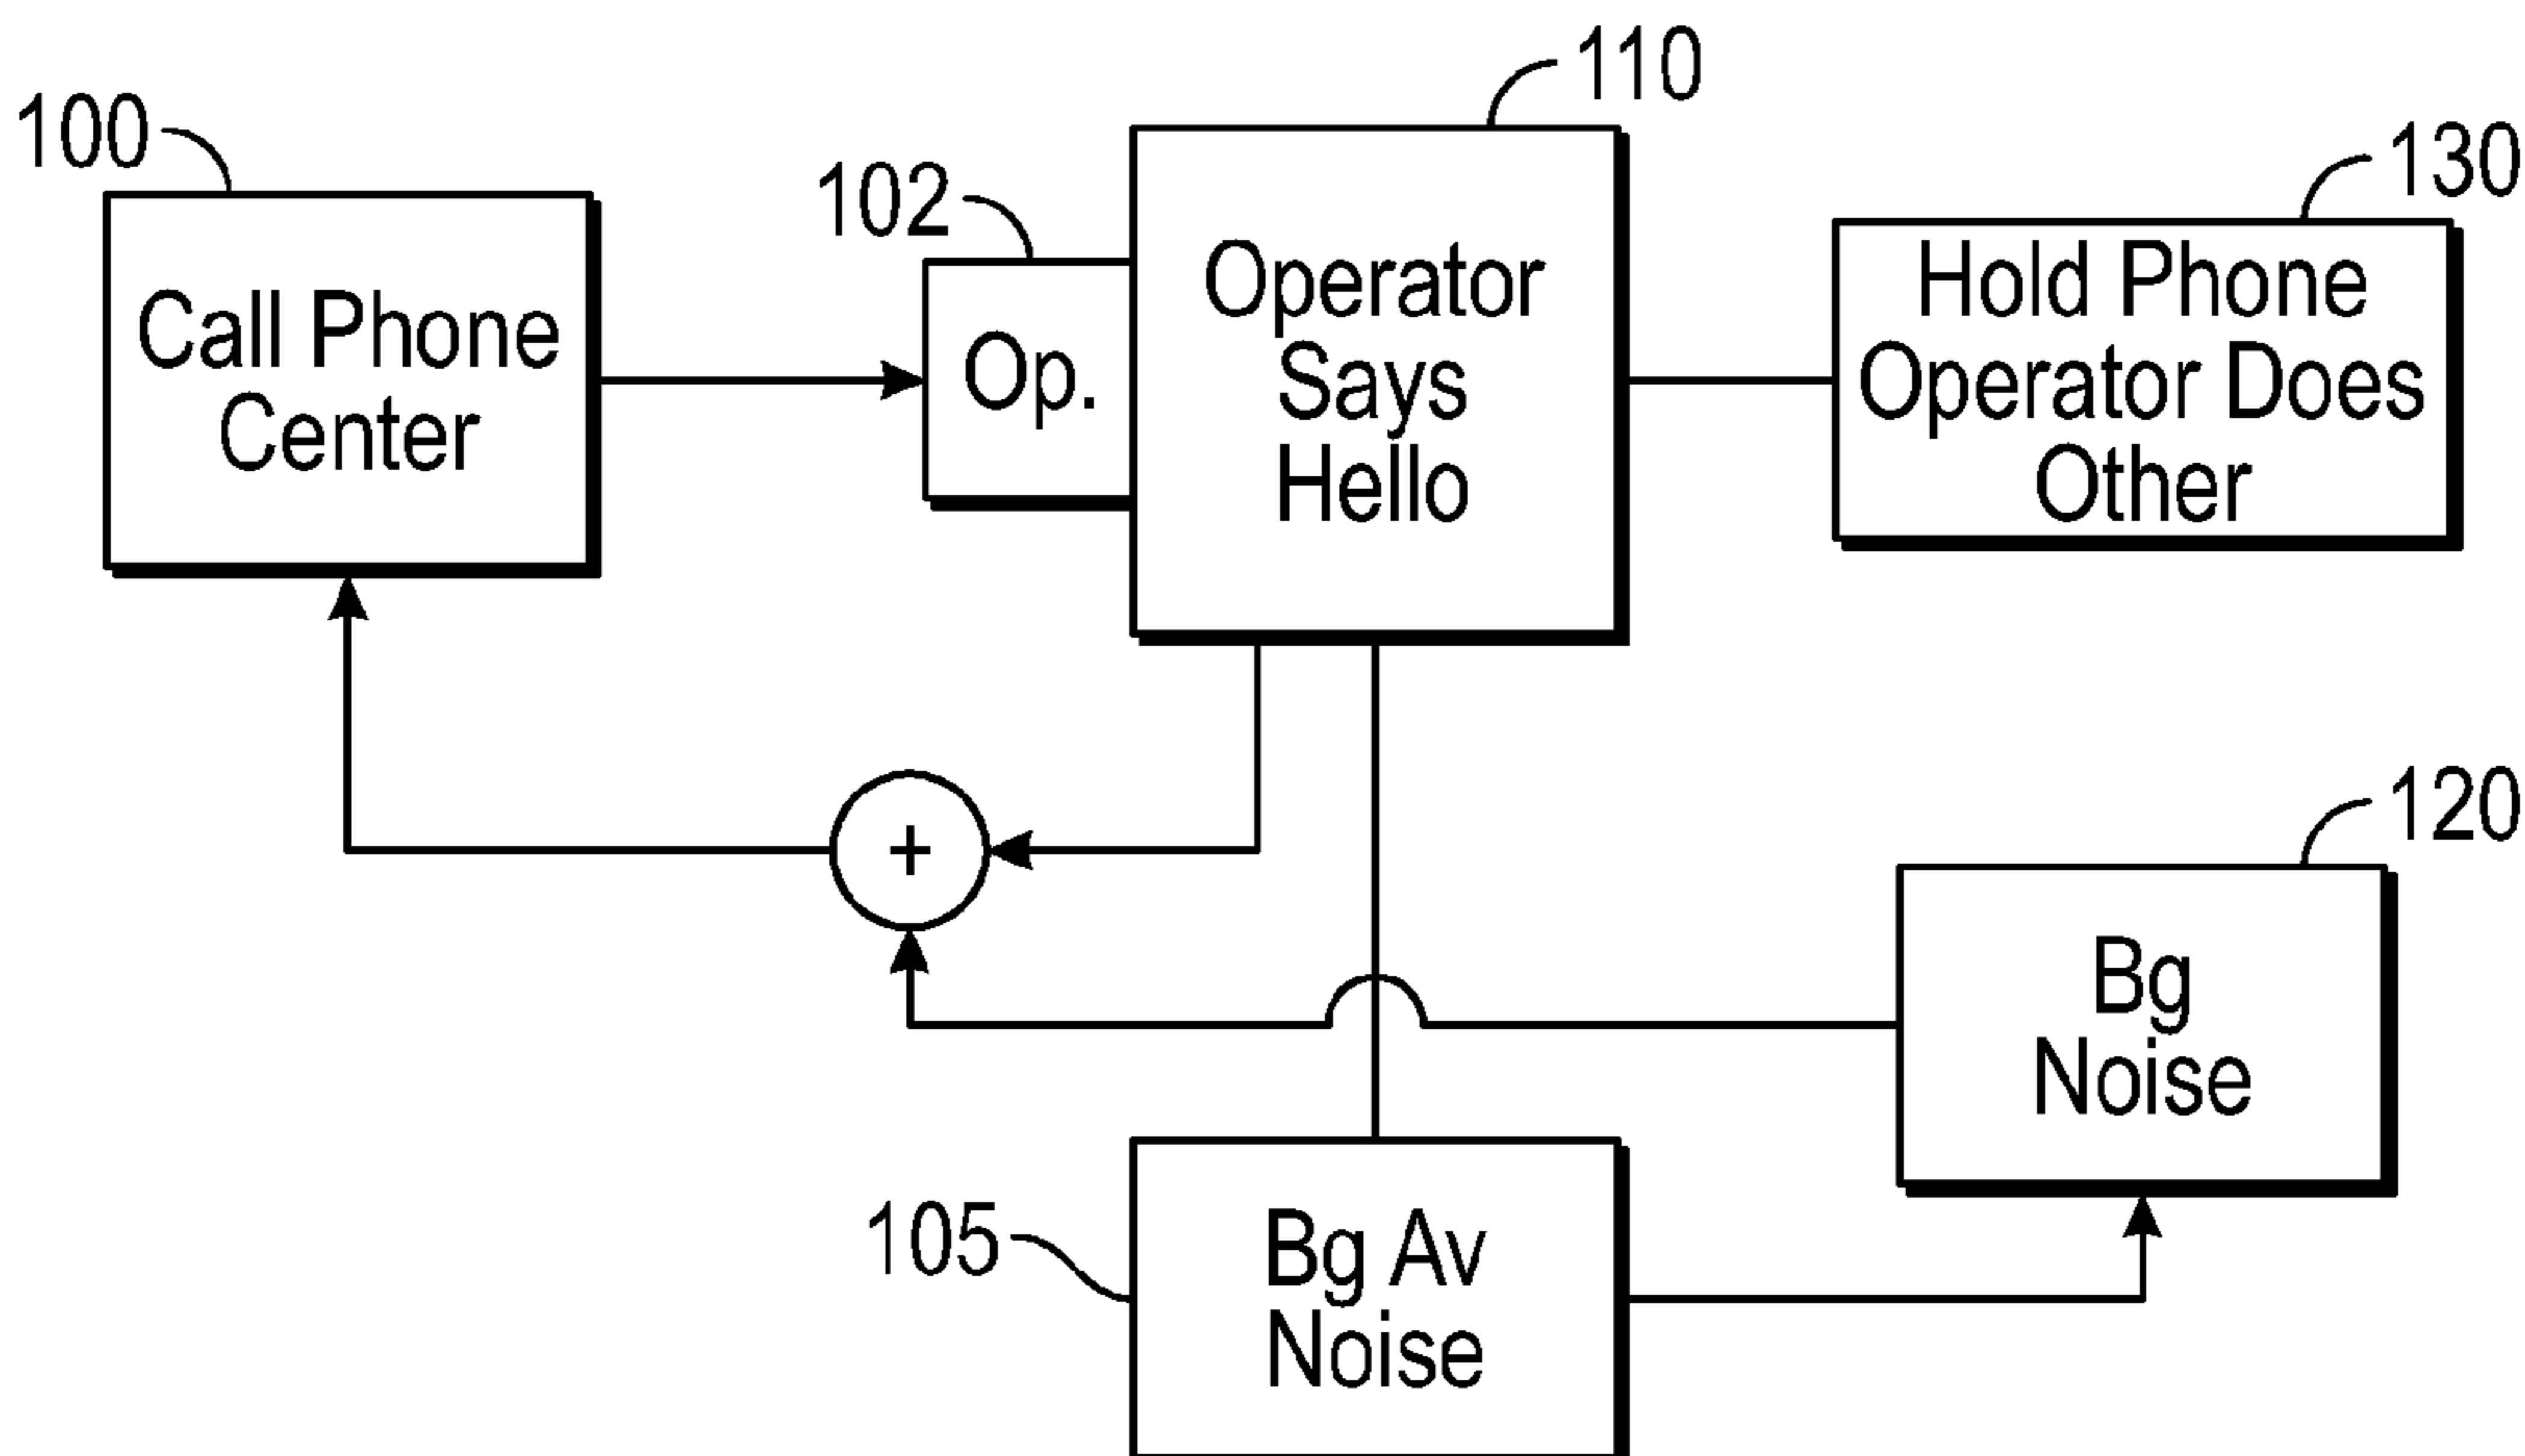 110
100
130
102
Call Phone
Center
Op.
Operator
Says
Hello
Hold Phone
Operator Does
Other
+
120
Bg
Noise
105
Bg Av
Noise